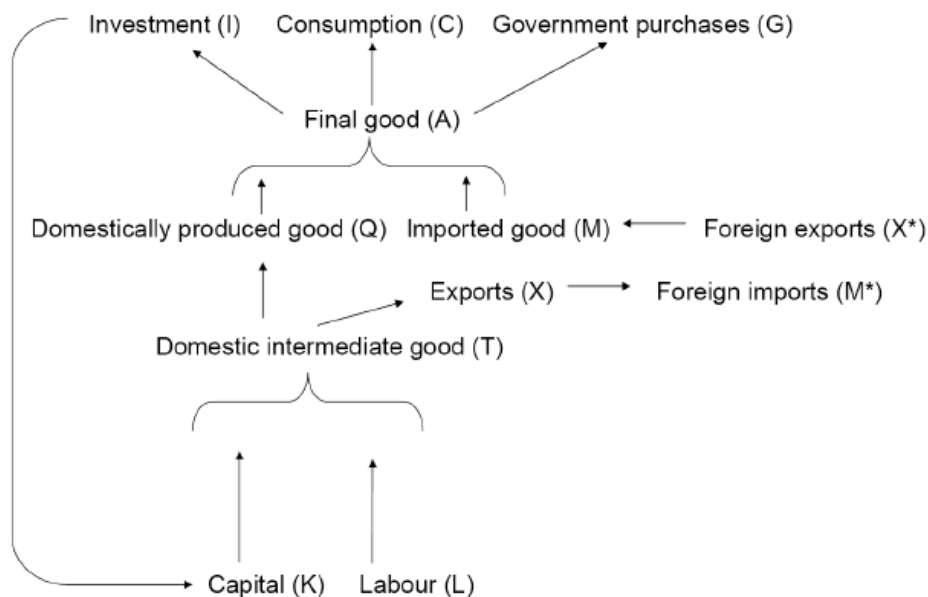 Investment (I) Consumption (C) Government purchases (G)
Final good (A)
Domestically produced good (Q) Imported good (M) Foreign exports (X*)
Exports (X) Foreign imports (M*)
Domestic intermediate good (T)
Capital (K) Labour (L)